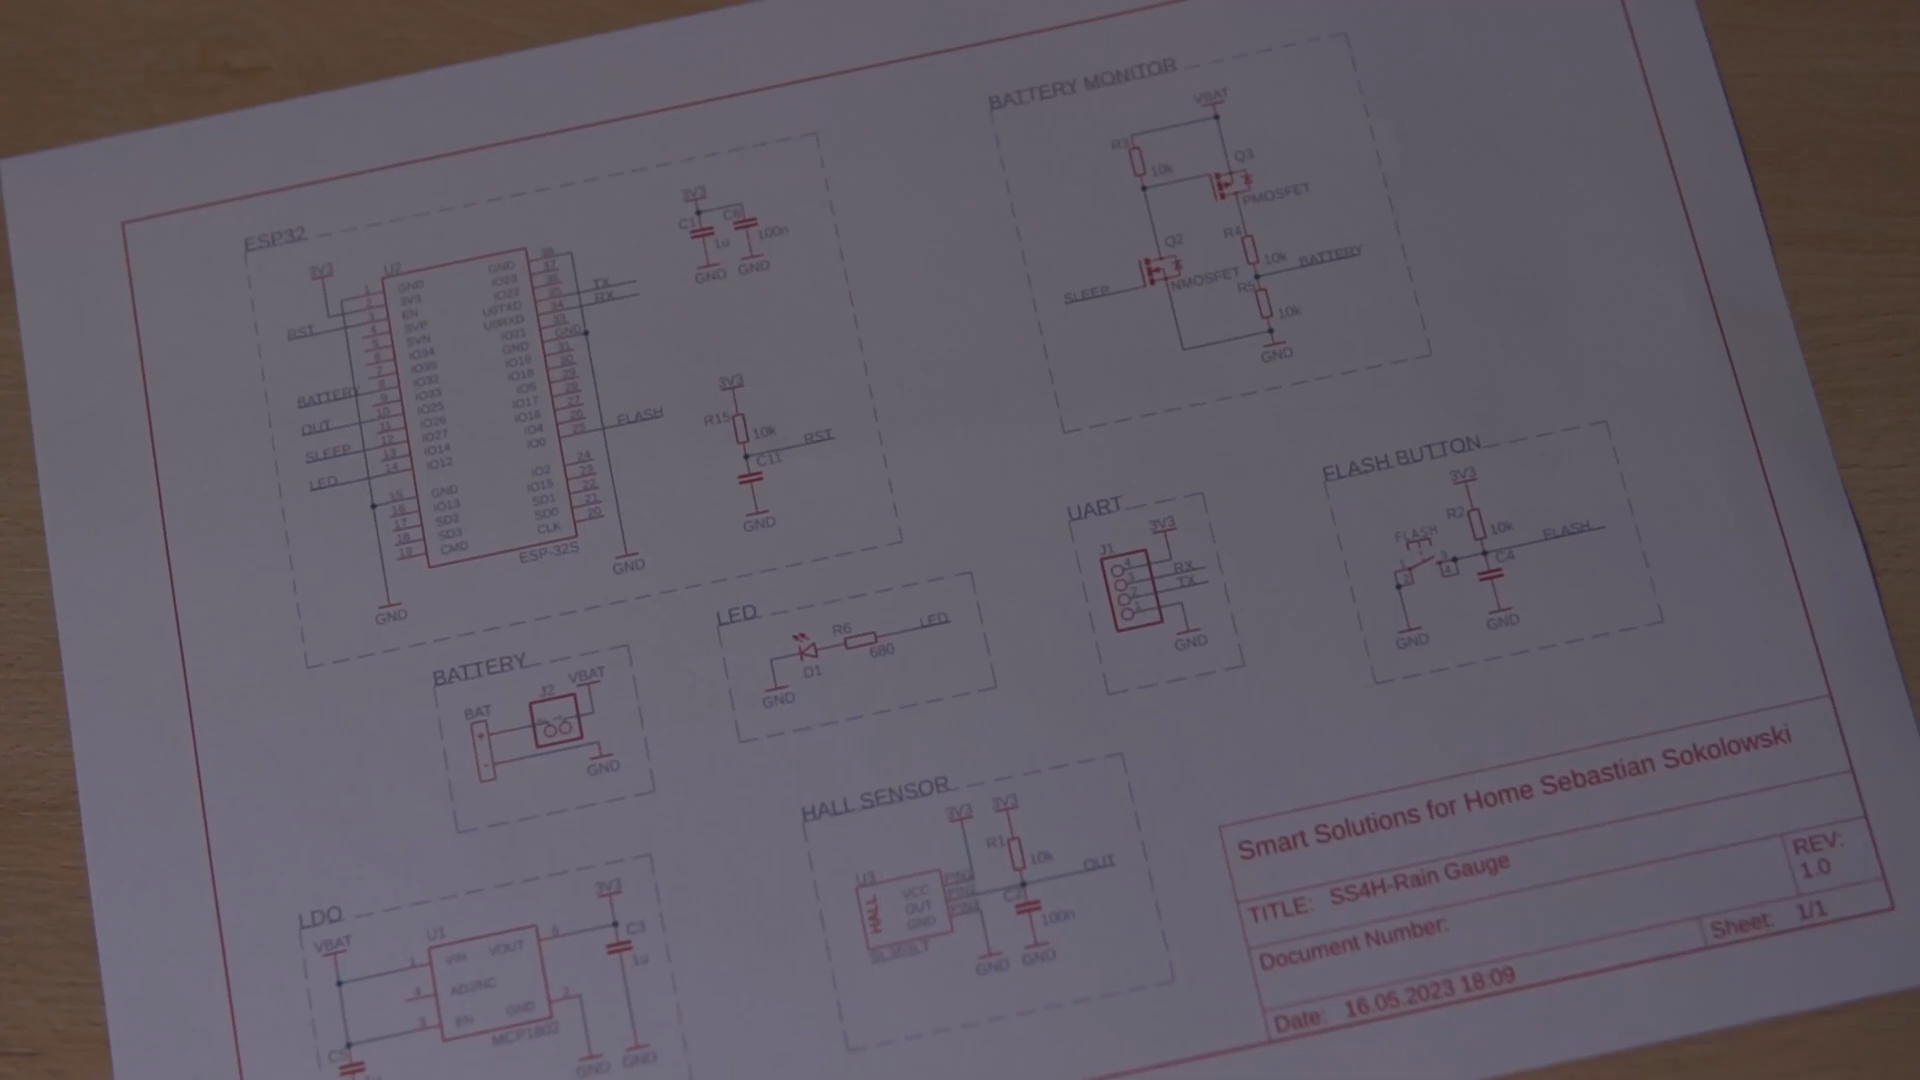 BATTERY MONITOR
VBAT
R3
10k
Q3
PMOSFET
R4
10k
BATTERY
Q2
NMOSFET
SLEEP
R5
10k
GND
ESP32
3V3
U2
RST
BATTERY
OUT
SLEEP
LED
GND
3V3
EN
SVP
SVN
IO34
IO35
IO32
IO33
IO25
IO26
IO27
IO14
IO12
GND
IO13
SD2
SD3
CMD
GND
IO23
IO22
U0TXD
U0RXD
IO21
GND
IO19
IO18
IO5
IO17
IO16
IO4
IO0
IO2
IO15
SD1
SD0
CLK
ESP-32S
TX
RX
GND
FLASH
GND
GND
3V3
C1
1u
C6
100n
GND
GND
3V3
R15
10k
RST
C11
GND
UART
J1
3V3
RX
TX
GND
FLASH BUTTON
3V3
R2
10k
FLASH
FLASH
C4
GND
GND
BATTERY
BAT
J2
VBAT
GND
LED
R6
LED
680
D1
GND
HALL SENSOR
3V3
3V3
R1
10k
OUT
U3
HALL
VCC
OUT
GND
100n
GND
GND
LDO
VBAT
U1
VIN
VOUT
ADJ/NC
EN
GND
MCP1802
3V3
C3
1u
GND
GND
Smart Solutions for Home Sebastian Sokolowski
TITLE: SS4H-Rain Gauge
REV:
1.0
Document Number:
Sheet: 1/1
Date: 16.05.2023 18:09